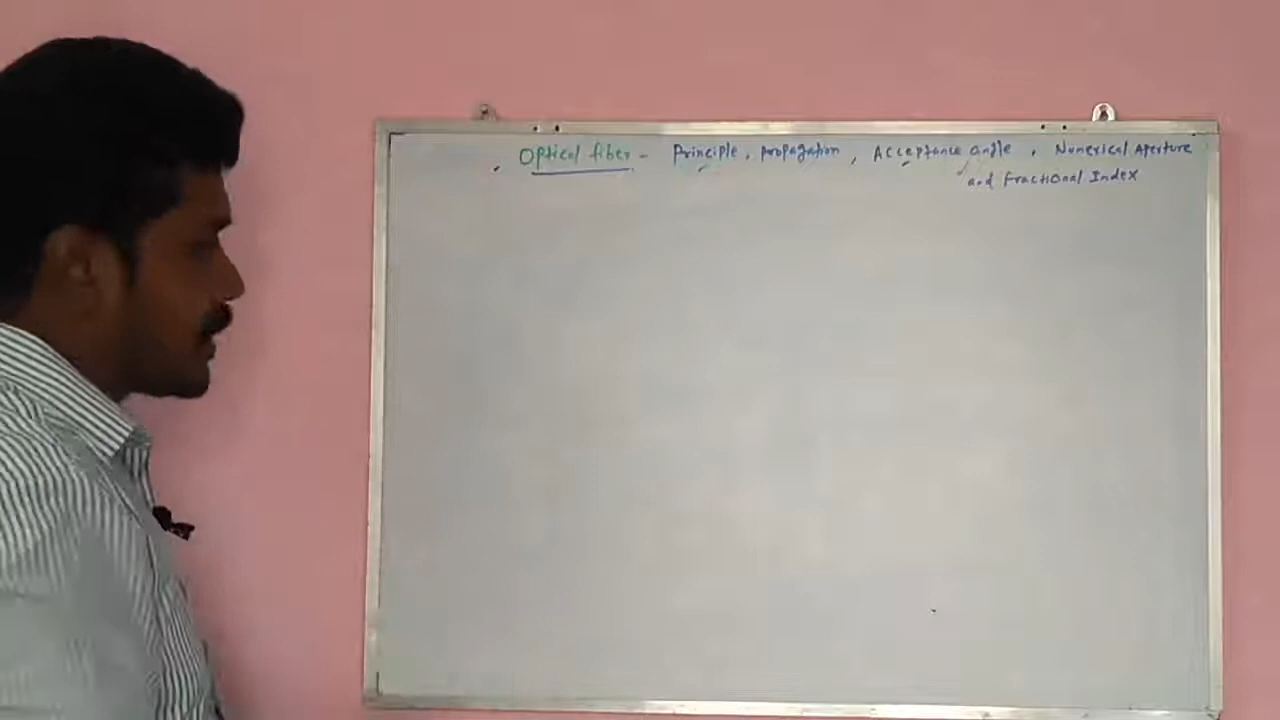 Optical fiber - Principle, propagation, Acceptance angle, Numerical Aperture
and Fractional Index